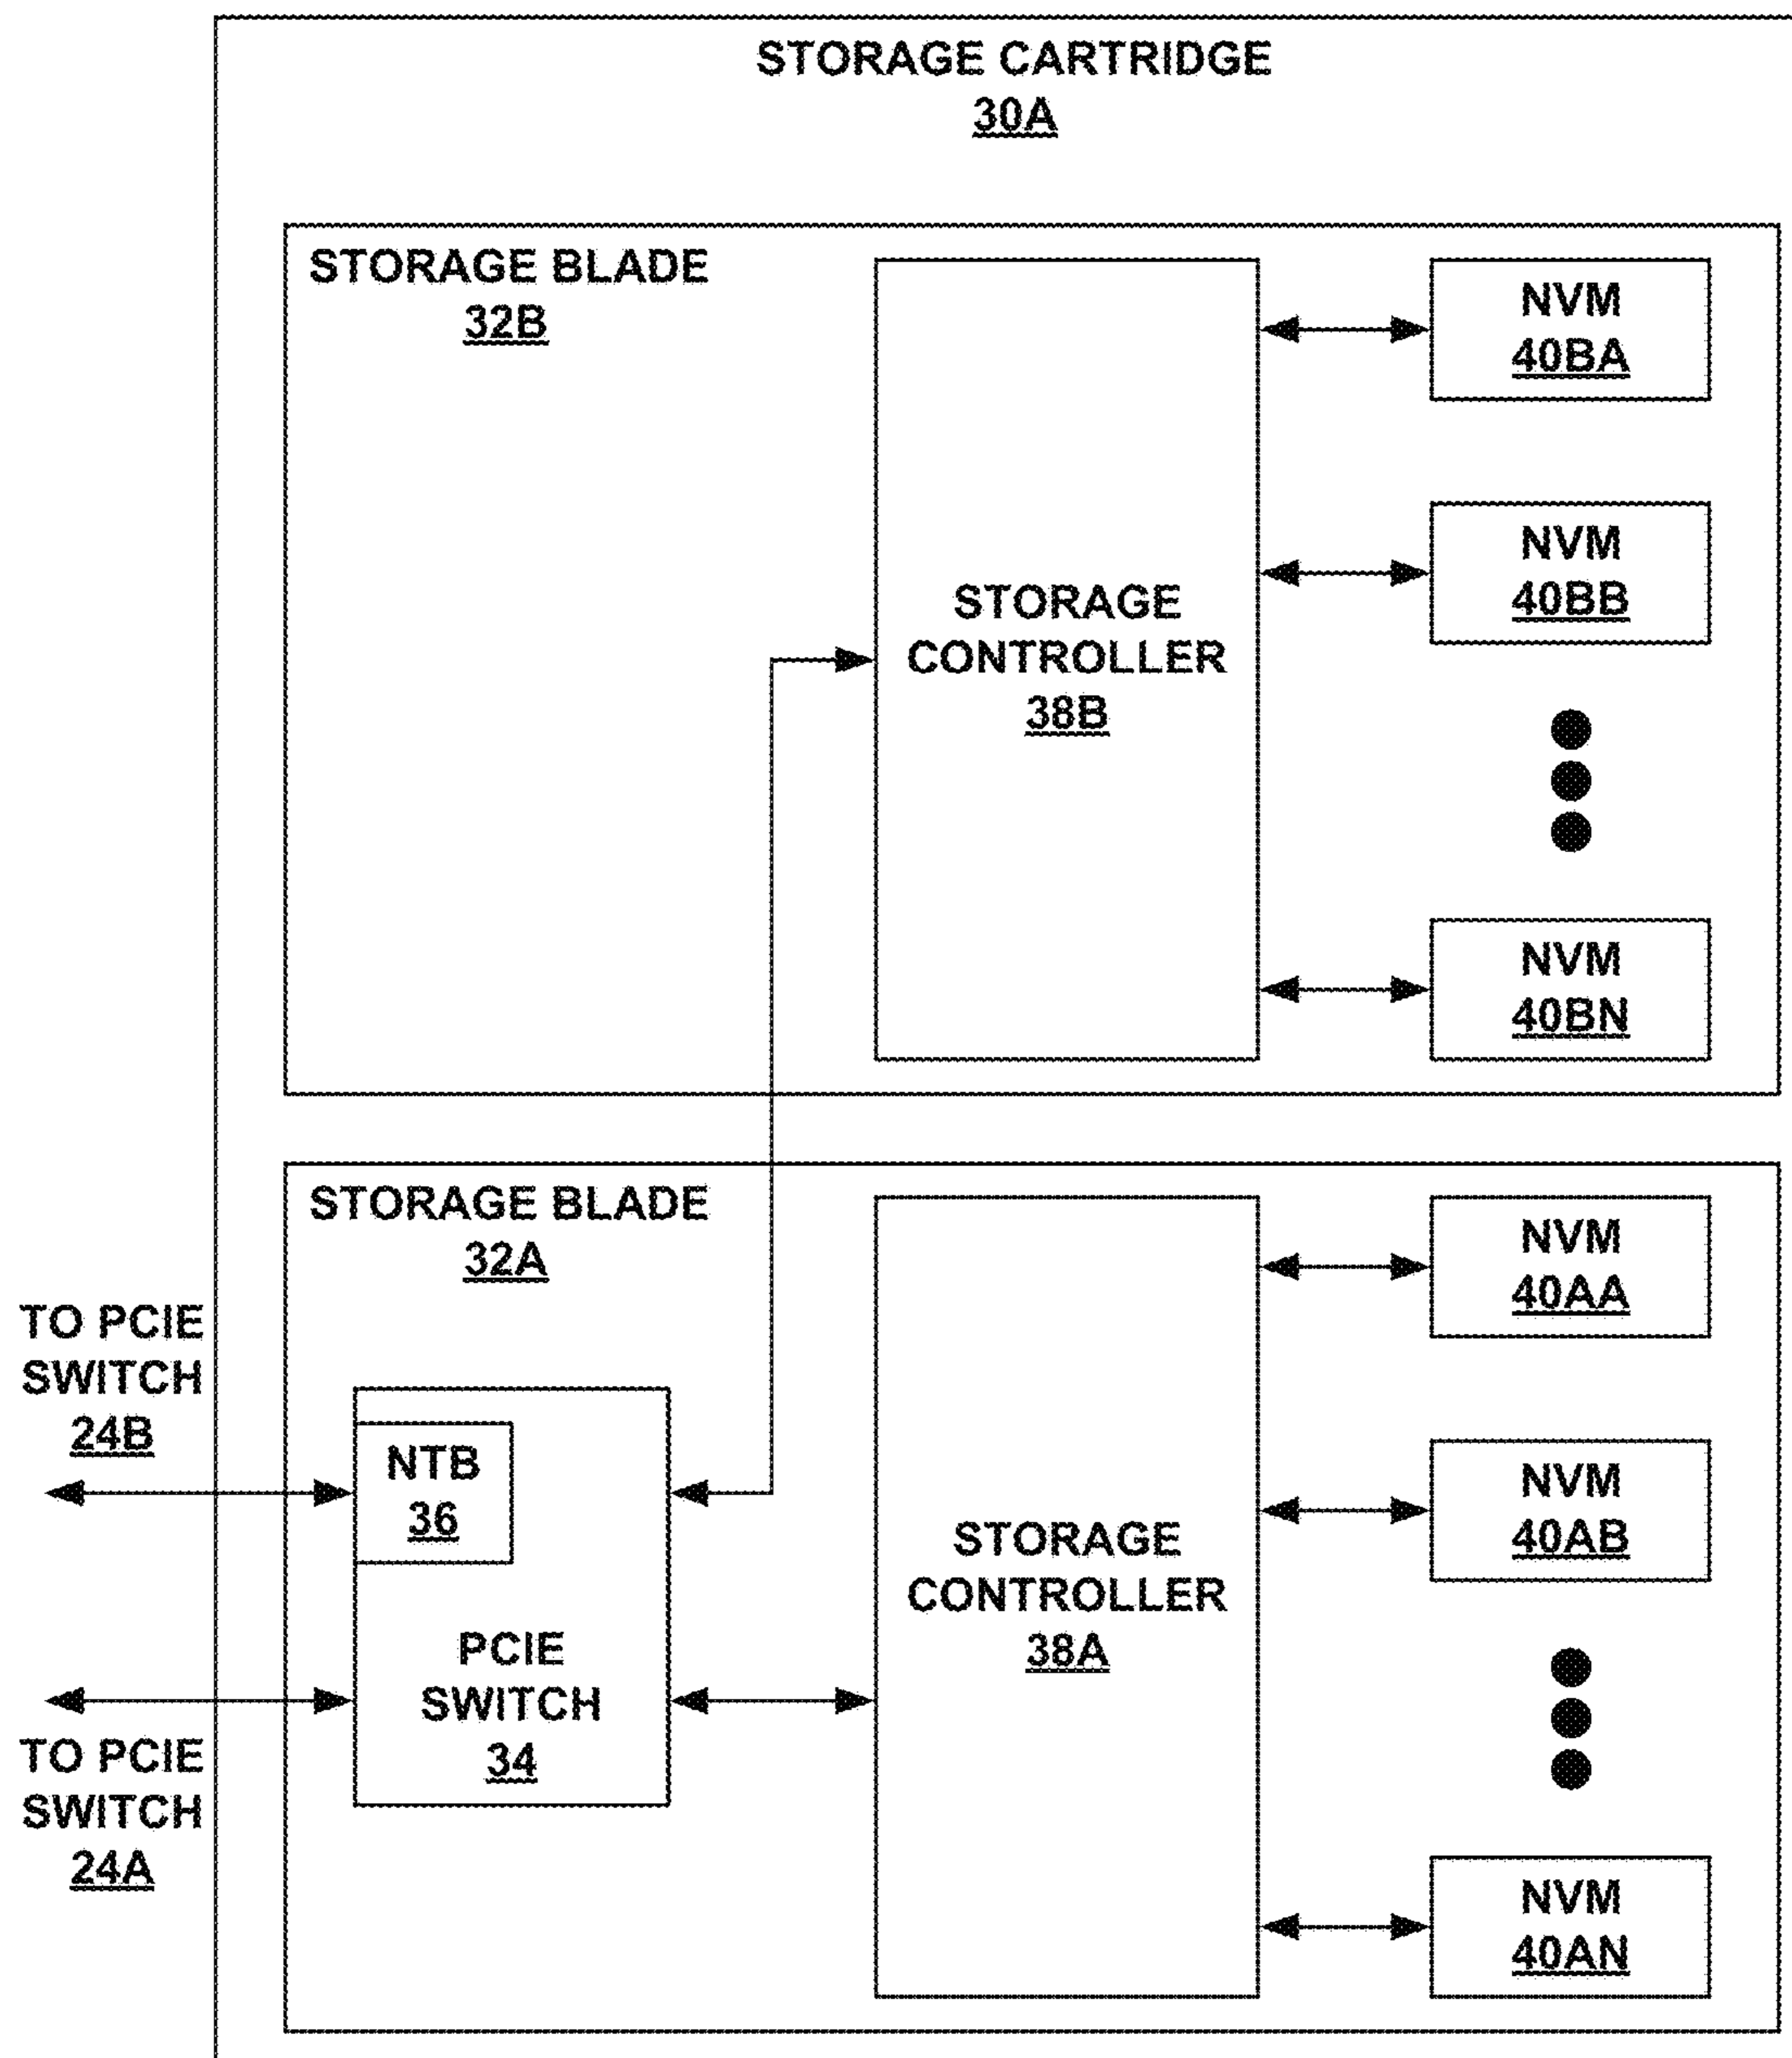 STORAGE CARTRIDGE
30A
STORAGE BLADE
32B
STORAGE
CONTROLLER
38B
NVM
40BA
NVM
40BB
NVM
40BN
STORAGE BLADE
32A
TO PCIE
SWITCH
24B
NTB
36
PCIE
SWITCH
34
TO PCIE
SWITCH
24A
STORAGE
CONTROLLER
38A
NVM
40AA
NVM
40AB
NVM
40AN